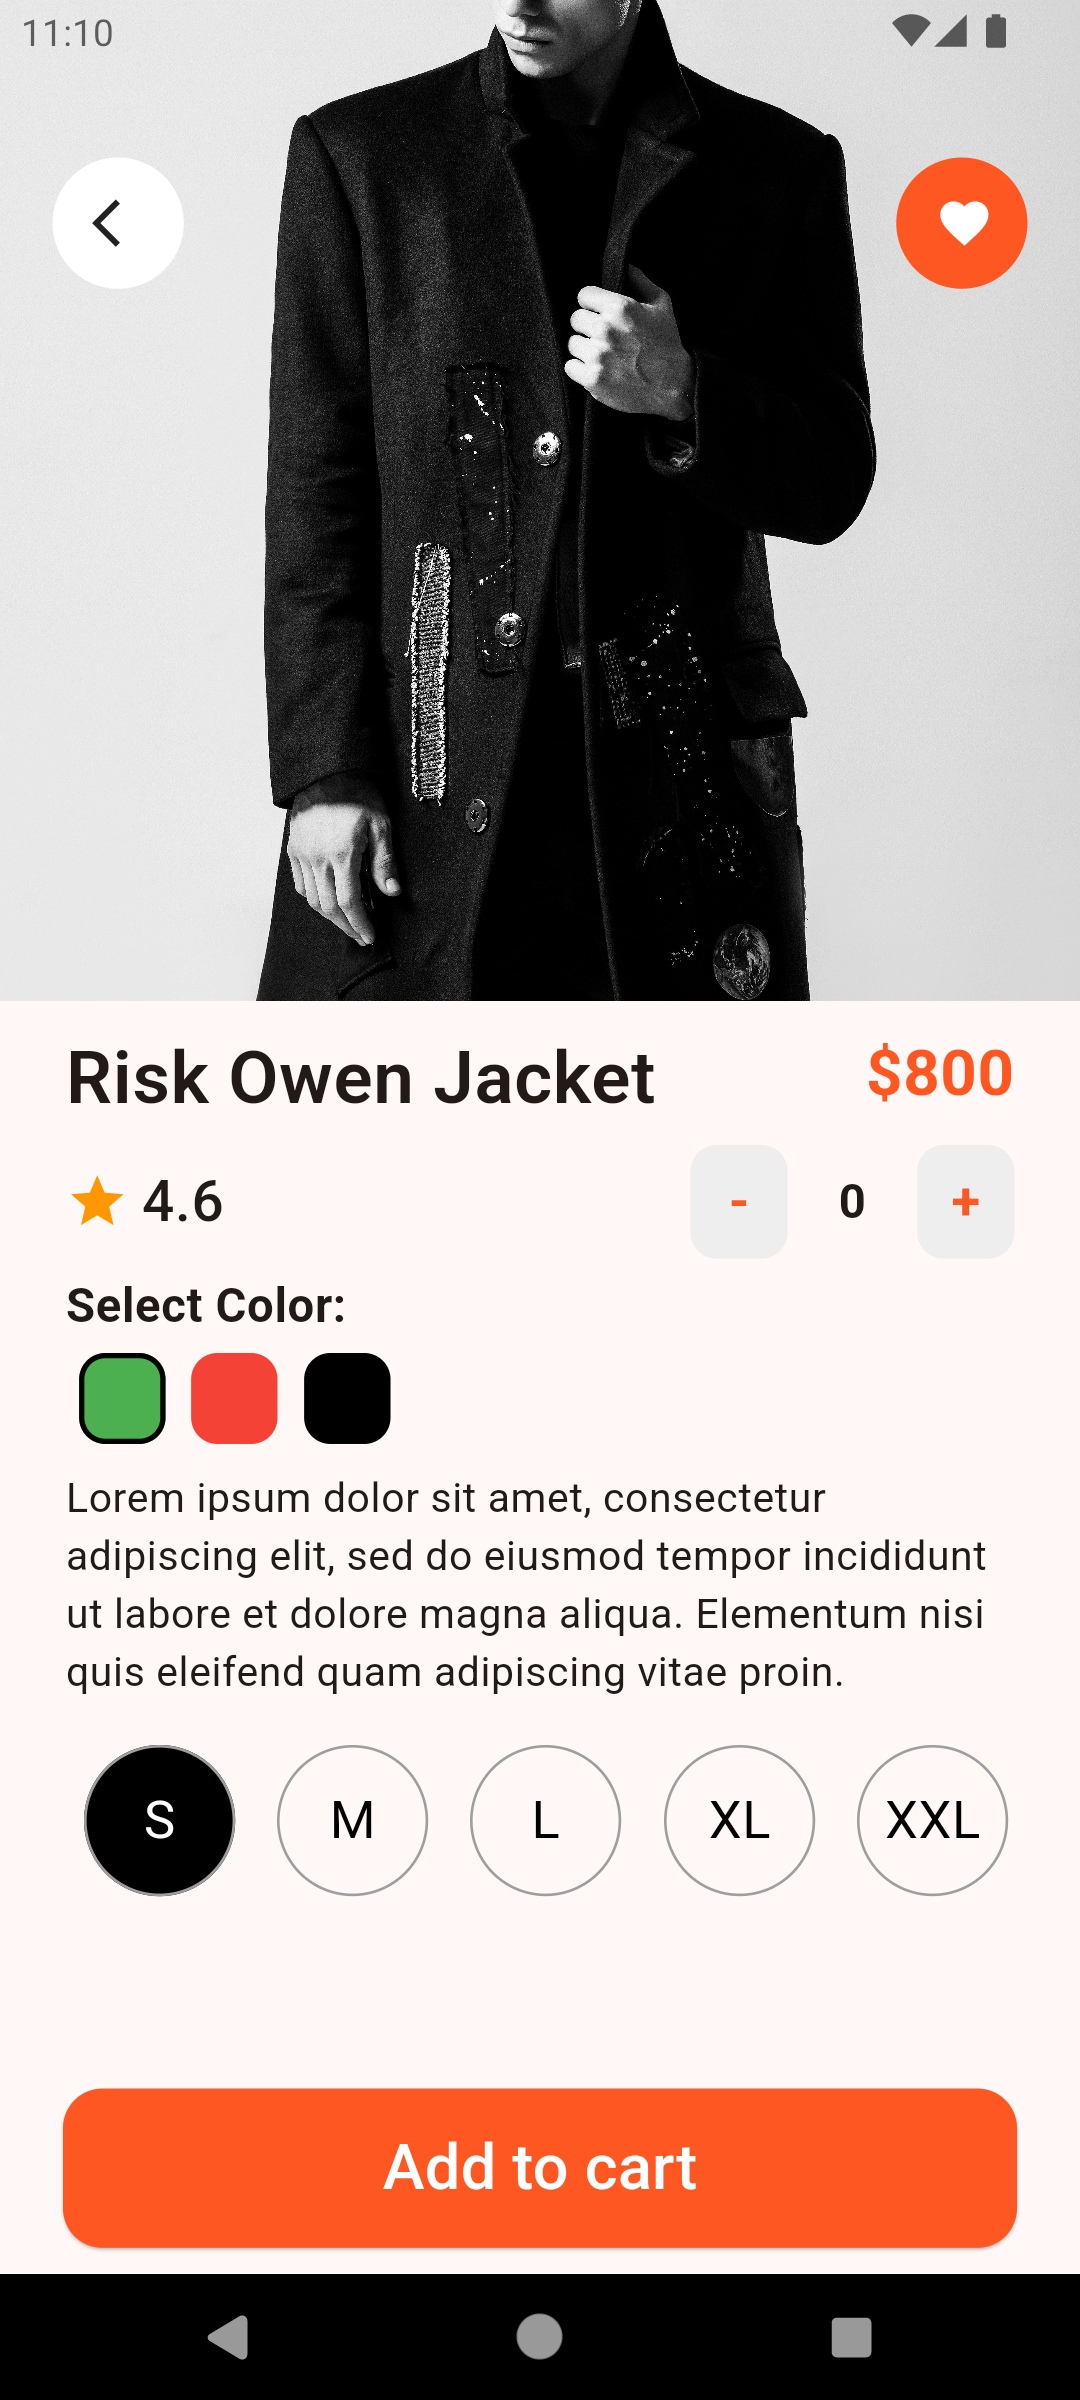 11:10
Risk Owen Jacket
$800
4.6
- 0 +
Select Color:
Lorem ipsum dolor sit amet, consectetur
adipiscing elit, sed do eiusmod tempor incididunt
ut labore et dolore magna aliqua. Elementum nisi
quis eleifend quam adipiscing vitae proin.
S M L XL XXL
Add to cart